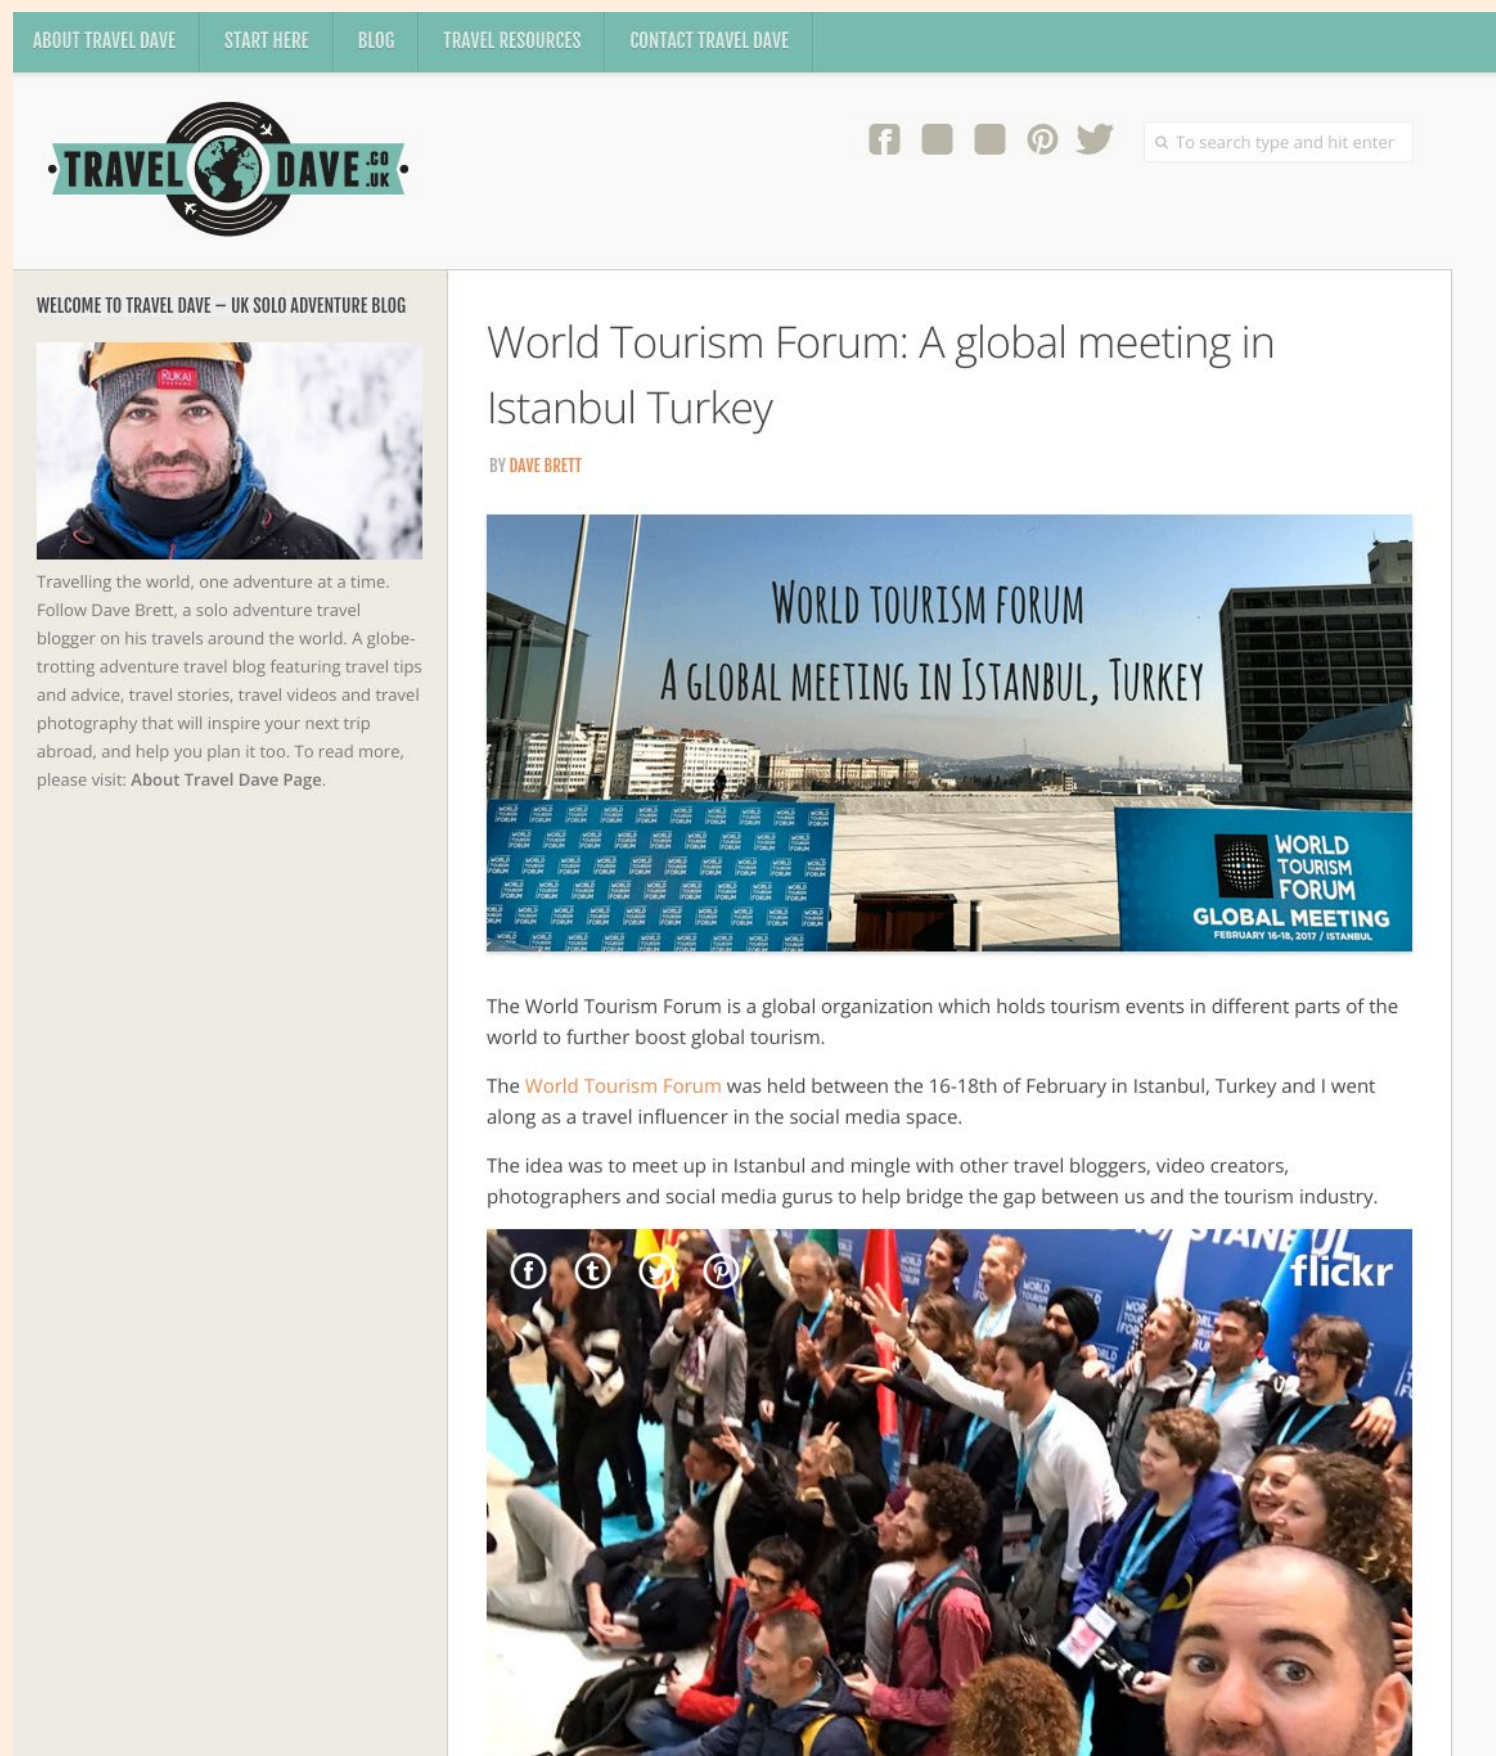 ABOUT TRAVEL DAVE
START HERE
BLOG
TRAVEL RESOURCES
CONTACT TRAVEL DAVE
TRAVEL DAVE .CO
.UK
To search type and hit enter
WELCOME TO TRAVEL DAVE – UK SOLO ADVENTURE BLOG
RUKA!
Travelling the world, one adventure at a time.
Follow Dave Brett, a solo adventure travel
blogger on his travels around the world. A globe-
trotting adventure travel blog featuring travel tips
and advice, travel stories, travel videos and travel
photography that will inspire your next trip
abroad, and help you plan it too. To read more,
please visit: About Travel Dave Page.
World Tourism Forum: A global meeting in
Istanbul Turkey
BY DAVE BRETT
WORLD TOURISM FORUM
A GLOBAL MEETING IN ISTANBUL, TURKEY
WORLD
TOURISM
FORUM
GLOBAL MEETING
FEBRUARY 16-18, 2017 / ISTANBUL
The World Tourism Forum is a global organization which holds tourism events in different parts of the
world to further boost global tourism.
The World Tourism Forum was held between the 16-18th of February in Istanbul, Turkey and I went
along as a travel influencer in the social media space.
The idea was to meet up in Istanbul and mingle with other travel bloggers, video creators,
photographers and social media gurus to help bridge the gap between us and the tourism industry.
flickr